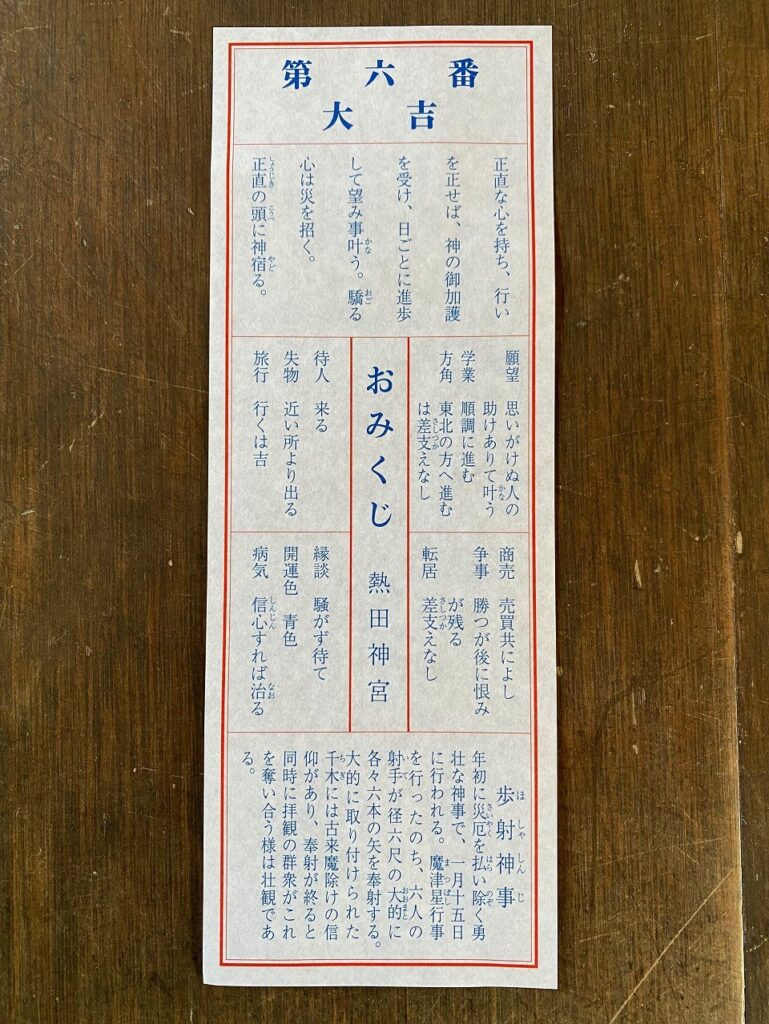 第六番
大吉
正直な心を持ち、行い
を正せば、神の御加護
を受け、日ごとに進歩
して望み事叶う。驕る
心は災を招く。
正直の頭に神宿る。
願望 思いがけぬ人の
助けありて叶う
学業 順調に進む
方角 東北の方へ進む
は差支えなし
おみくじ 熱田神宮
待人 来る
失物 近い所より出る
旅行 行くは吉
商売 売買共によし
争事 勝つが後に恨み
が残る
転居 差支えなし
縁談 騒がず待て
開運色 青色
病気 信心すれば治る
歩射神事
年初に災厄を払い除く勇
壮な神事で、一月十五日
に行われる。魔津星行事
を行ったのち、六人の
射手が径六尺の大的に
各々六本の矢を奉射する。
大的に取り付けられた
千木には古来魔除けの信
仰があり、奉射が終ると
同時に拝観の群衆がこれ
を奪い合う様は壮観であ
る。